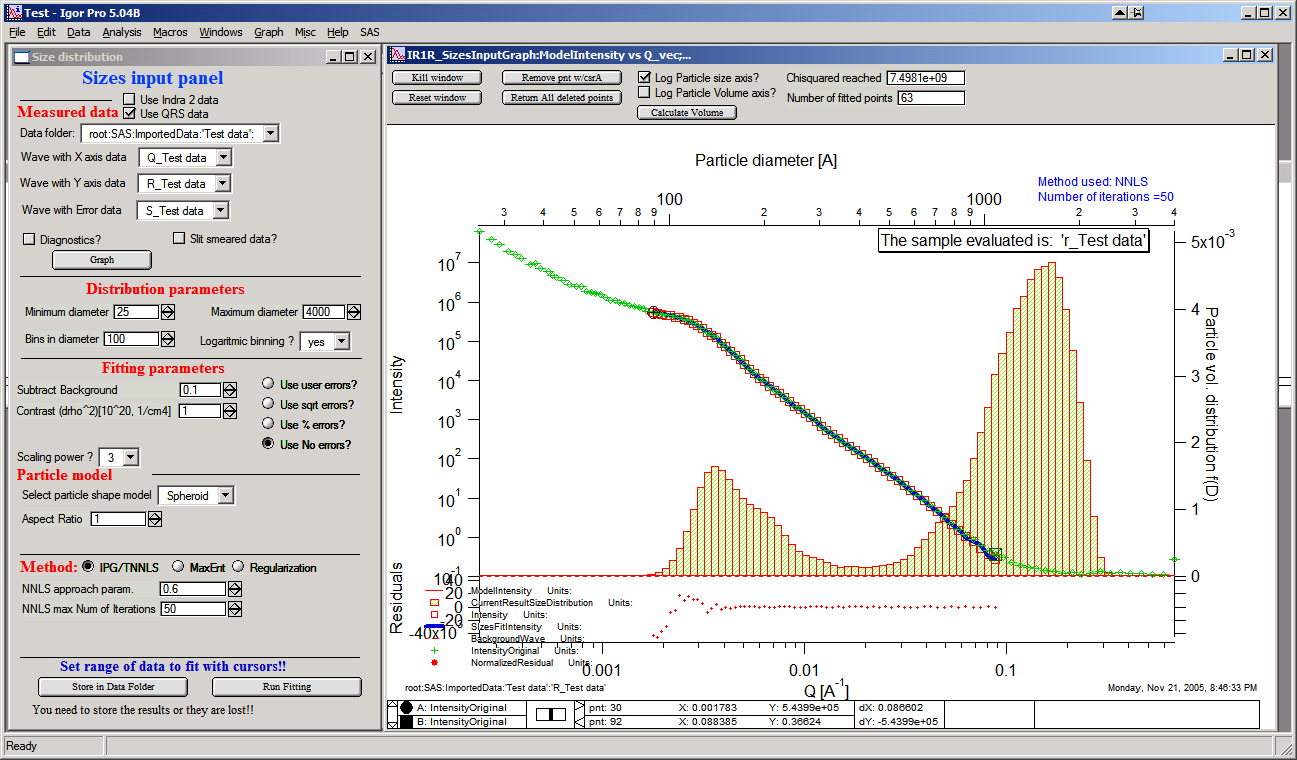 Test - Igor Pro 5.04B
File Edit Data Analysis Macros Windows Graph Misc Help SAS
Size distribution
Sizes input panel
Use Indra 2 data
Measured data Use QRS data
Data folder: root:SAS:ImportedData:'Test data':
Wave with X axis data Q_Test data
Wave with Y axis data R_Test data
Wave with Error data S_Test data
Diagnostics? Slit smeared data?
Graph
Distribution parameters
Minimum diameter 25 Maximum diameter 4000
Bins in diameter 100 Logaritmic binning ? yes
Fitting parameters
Subtract Background 0.1 Use user errors?
Contrast (drho^2)[10^20, 1/cm4] 1 Use sqrt errors?
Use % errors?
Use No errors?
Scaling power ? 3
Particle model
Select particle shape model Spheroid
Aspect Ratio 1
Method: IPG/TNNLS MaxEnt Regularization
NNLS approach param. 0.6
NNLS max Num of Iterations 50
Set range of data to fit with cursors!!
Store in Data Folder Run Fitting
You need to store the results or they are lost!!
IR1R_SizesInputGraph:ModelIntensity vs Q_vec;...
Kill window Remove pnt w/csrA Log Particle size axis? Chisquared reached 7.4981e+09
Reset window Return All deleted points Log Particle Volume axis? Number of fitted points 63
Calculate Volume
Particle diameter [A]
Method used: NNLS
Number of iterations =50
100 1000
3 4 5 6 7 8 9 2 3 4 5 6 7 8 9 2 3 4
The sample evaluated is: 'r_Test data'
5x10-3
4
3
2
1
0
Particle vol. distribution f(D)
10^7
10^6
10^5
10^4
10^3
10^2
10^1
10^0
10^-1
Intensity
40
20
0
-20
-40x10^3
Residuals
ModelIntensity Units:
CurrentResultSizeDistribution Units:
Intensity Units:
SizesFitIntensity Units:
BackgroundWave Units:
IntensityOriginal Units:
NormalizedResidual Units:
0.001 0.01 0.1
Q [A-1]
root:SAS:ImportedData:'Test data':'R_Test data'
Monday, Nov 21, 2005, 8:46:33 PM
A: IntensityOriginal pnt: 30 X: 0.001783 Y: 5.4399e+05 dX: 0.086602
B: IntensityOriginal pnt: 92 X: 0.088385 Y: 0.36624 dY: -5.4399e+05
Ready